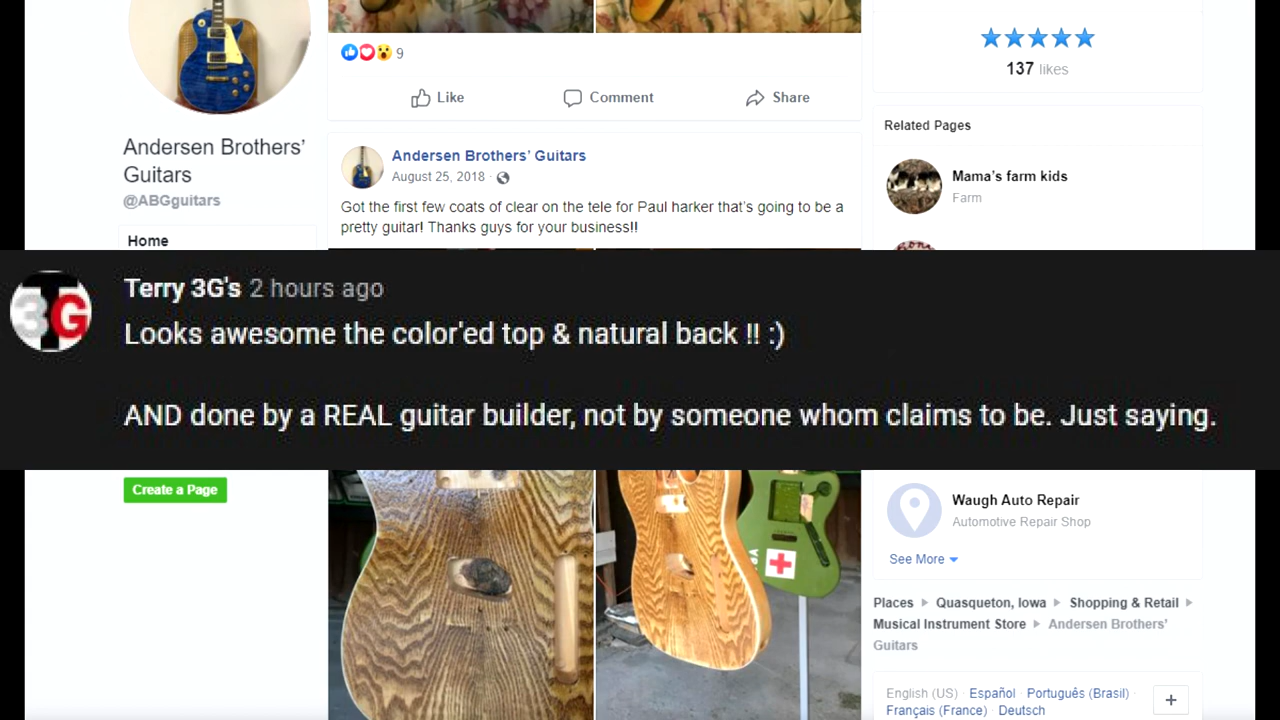 9
Like
Comment
Share
137 likes
Related Pages
Mama's farm kids
Farm
Andersen Brothers'
Guitars
@ABGguitars
Home
Andersen Brothers' Guitars
August 25, 2018 ·
Got the first few coats of clear on the tele for Paul harker that's going to be a
pretty guitar! Thanks guys for your business!!
3G
Terry 3G's 2 hours ago
Looks awesome the color'ed top & natural back !! :)
AND done by a REAL guitar builder, not by someone whom claims to be. Just saying.
Create a Page
Waugh Auto Repair
Automotive Repair Shop
See More
Places
Quasqueton, Iowa
Shopping & Retail
Musical Instrument Store
Andersen Brothers'
Guitars
English (US) · Español · Português (Brasil) ·
Français (France) · Deutsch
+